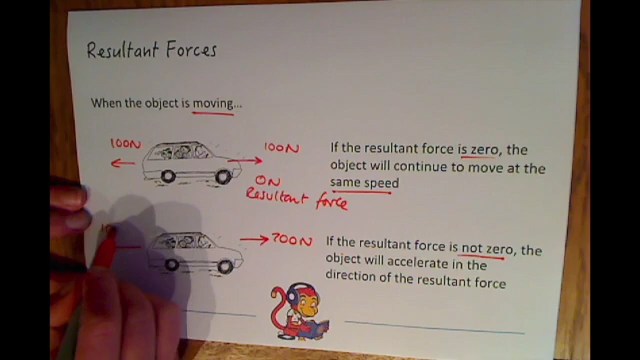 Resultant Forces
When the object is moving...
100N
100N
If the resultant force is zero, the
object will continue to move at the
same speed
0N
Resultant force
200N
If the resultant force is not zero, the
object will accelerate in the
direction of the resultant force